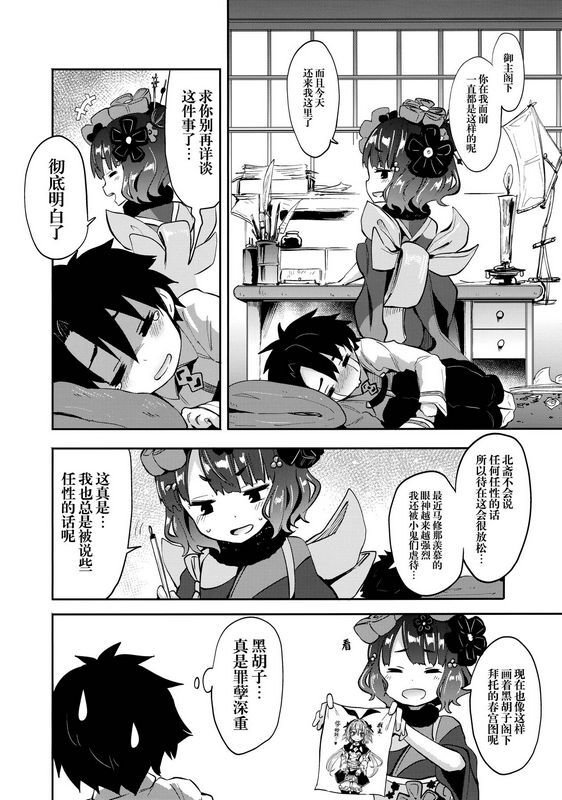 御主阁下
你在我面前
一直都是这样的呢
而且今天
还来我这里了
求你别再详谈
这件事了…
彻底明白了
北斋不会说
任何任性的话
所以待在这会很放松…
最近马修那羡慕的
眼神越来越强烈
我还被小鬼们虐待…
这真是…
我也总是被说些
任性的话呢
现在也像这样
画着黑胡子阁下
拜托的春宫图呢
看
黑胡子…
真是罪孽深重